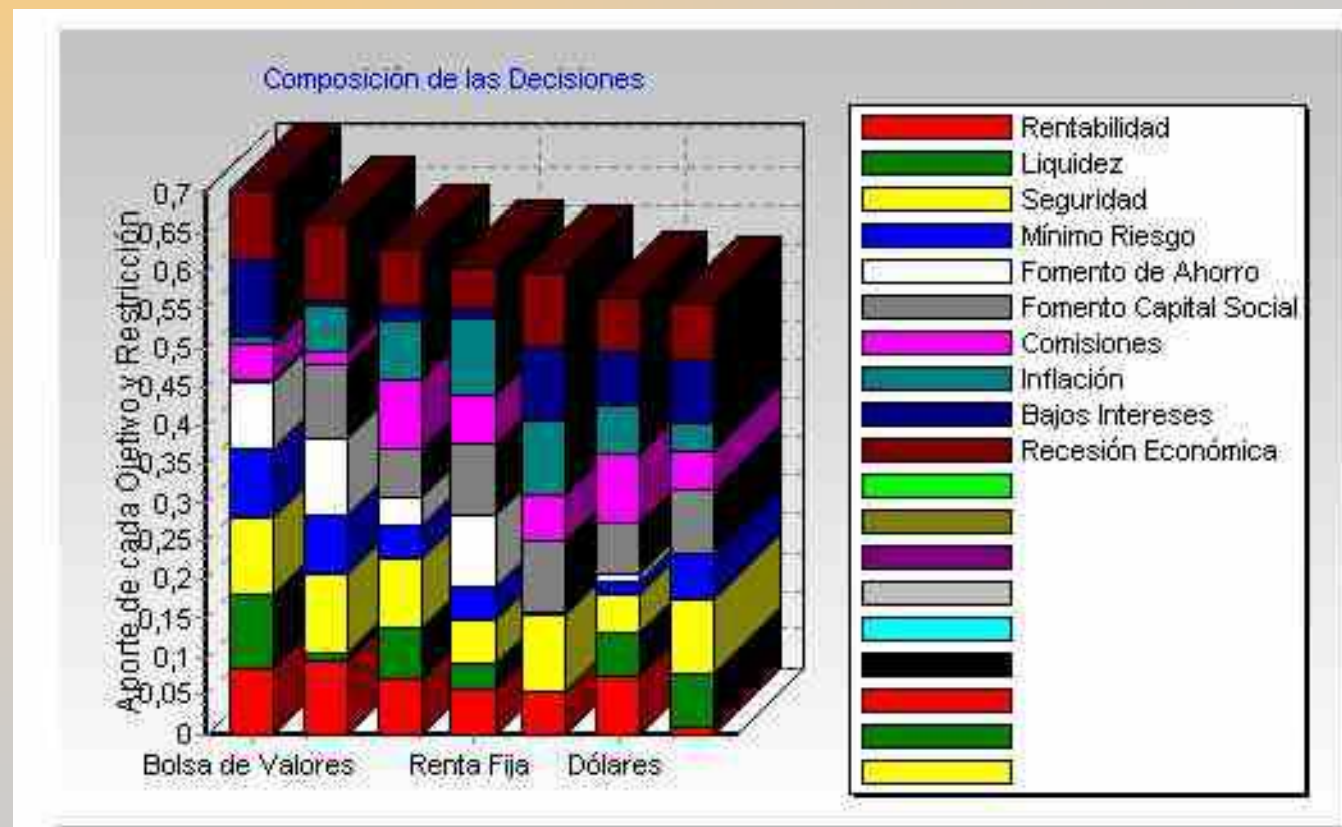 Composición de las Decisiones
Aporte de cada Ojetivo y Restricción
0,7
0,65
0,6
0,55
0,5
0,45
0,4
0,35
0,3
0,25
0,2
0,15
0,1
0,05
0
Bolsa de Valores
Renta Fija
Dólares
Rentabilidad
Liquidez
Seguridad
Mínimo Riesgo
Fomento de Ahorro
Fomento Capital Social
Comisiones
Inflación
Bajos Intereses
Recesión Económica